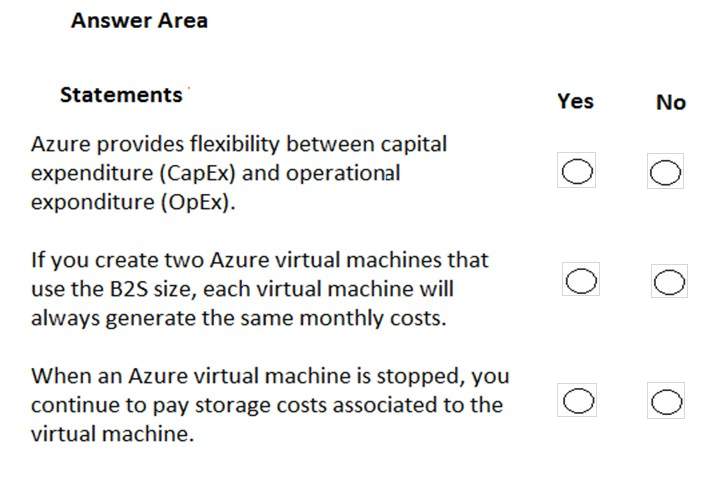 Answer Area
Statements
Yes
No
Azure provides flexibility between capital
expenditure (CapEx) and operational
exponditure (OpEx).
If you create two Azure virtual machines that
use the B2S size, each virtual machine will
always generate the same monthly costs.
When an Azure virtual machine is stopped, you
continue to pay storage costs associated to the
virtual machine.